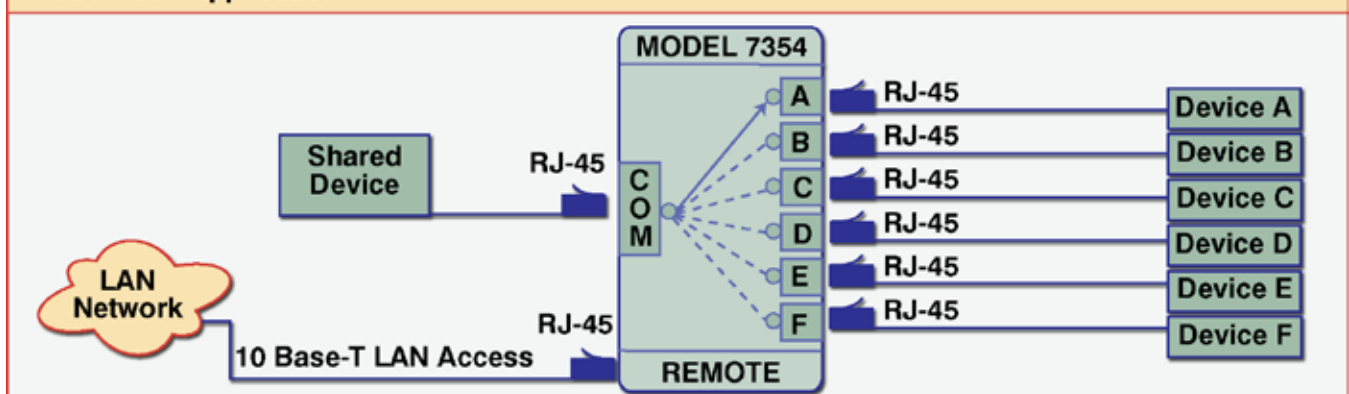 MODEL 7354
A RJ-45 Device A
B RJ-45 Device B
C RJ-45 Device C
D RJ-45 Device D
E RJ-45 Device E
F RJ-45 Device F
Shared
Device
RJ-45
COM
LAN
Network
RJ-45
10 Base-T LAN Access
REMOTE